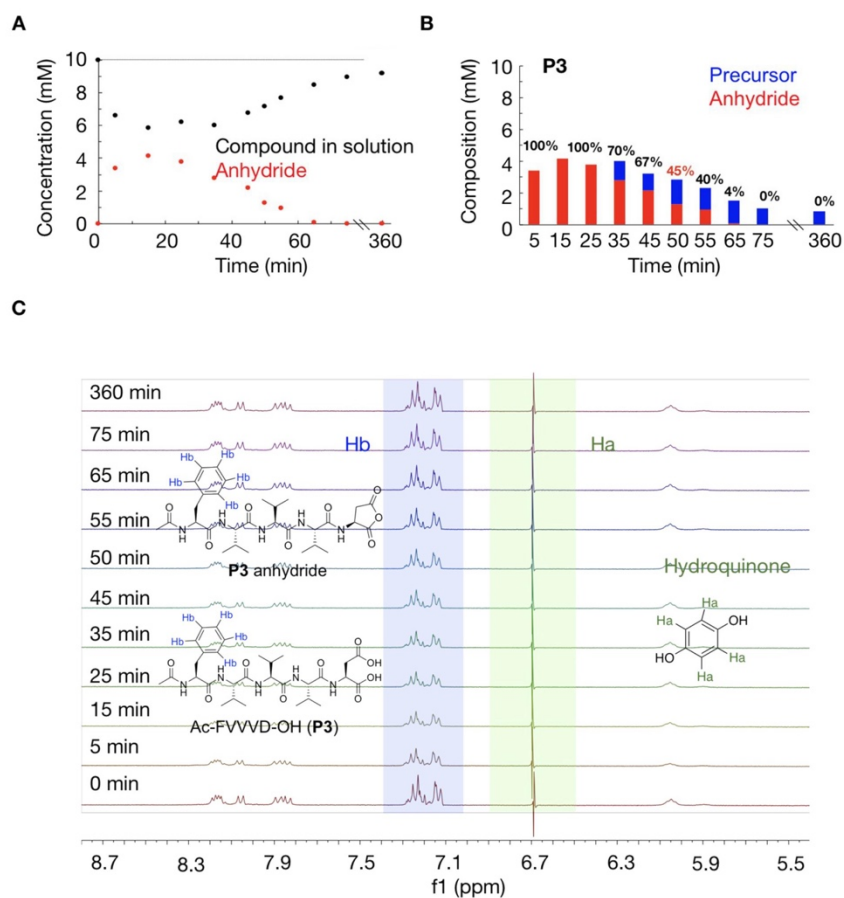 A
10
8
6
4
2
0
Concentration (mM)
Compound in solution
Anhydride
0
20
40
60
360
Time (min)
B
P3
Precursor
Anhydride
10
8
6
4
2
0
Composition (mM)
100%
100%
70%
67%
45%
40%
4%
0%
0%
5 15 25 35 45 50 55 65 75 360
Time (min)
C
360 min
75 min
65 min
55 min
50 min
45 min
35 min
25 min
15 min
5 min
0 min
Hb
Ha
Hb
Hb
Hb
Hb
Hb
O
O
O
O
O
O
O
N
H
H
N
N
H
H
N
N
H
P3 anhydride
Hb
Hb
Hb
Hb
Hb
O
O
O
O
O
O
OH
OH
N
H
H
N
N
H
H
N
N
H
Ac-FVVVD-OH (P3)
Hydroquinone
Ha
Ha
Ha
Ha
OH
HO
8.7 8.3 7.9 7.5 7.1 6.7 6.3 5.9 5.5
f1 (ppm)